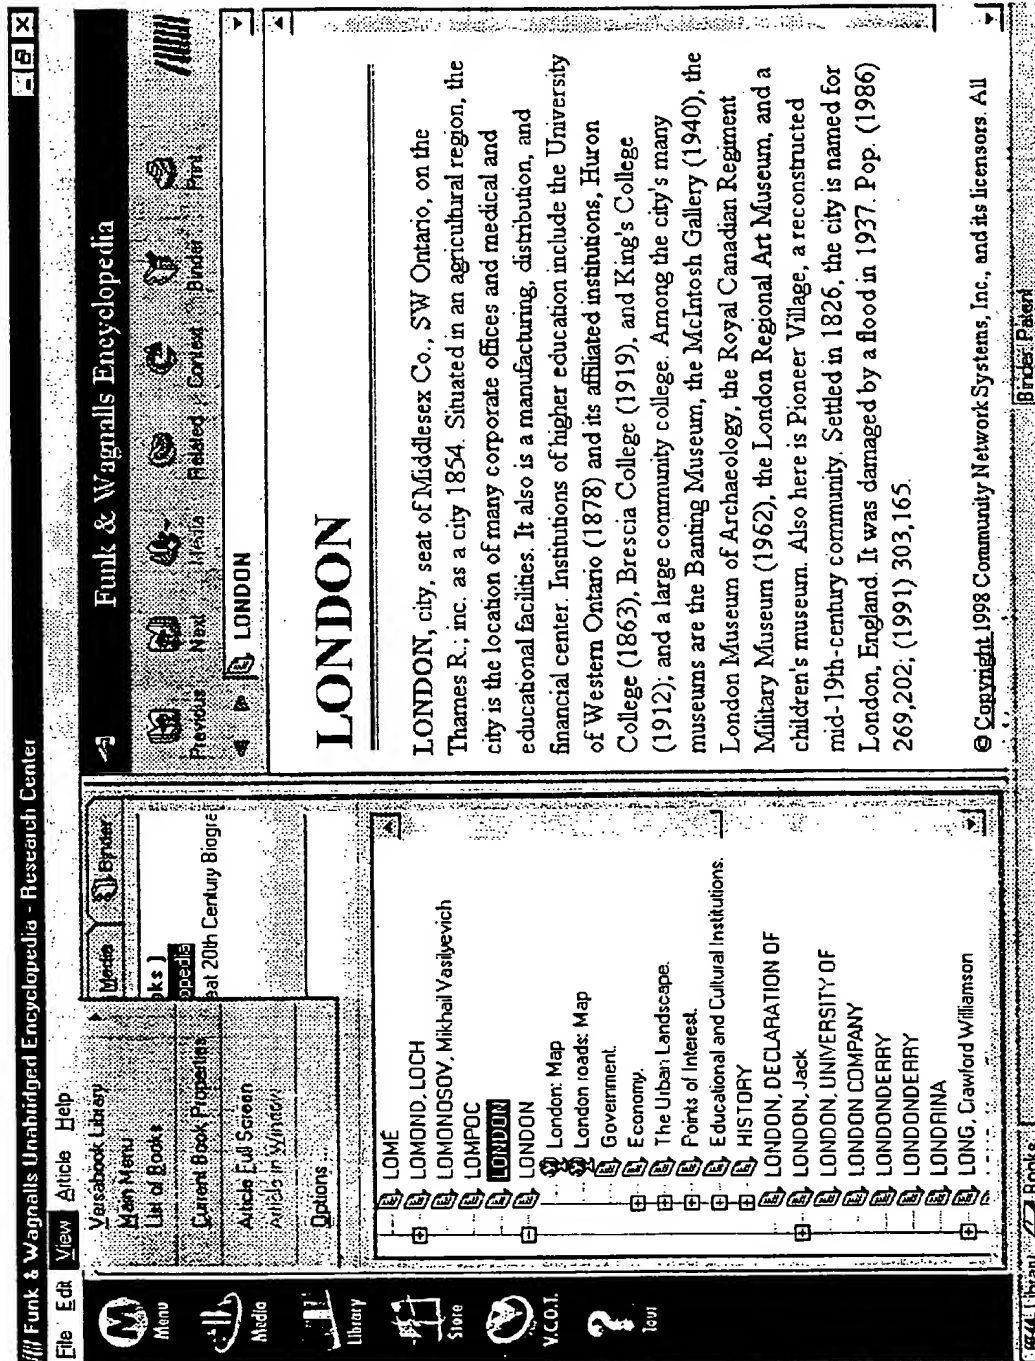 Funk & Wagnalls Unabridged Encyclopedia - Research Center
File Edit View Article Help
Versabook Library
Main Menu
List of Books
Current Book Properties
Article Full Screen
Article in Window
Options ...
Media
Binder
oks )
opedia
eat 20th Century Biogra
Menu
Media
Library
Store
V.C.O.T.
Tour
LOMÉ
LOMOND, LOCH
LOMONOSOV, Mikhail Vasilyevich
LOMPOC
LONDON
LONDON
London: Map
London roads: Map
Government.
Economy.
The Urban Landscape.
Points of Interest.
Educational and Cultural Institutions.
HISTORY
LONDON, DECLARATION OF
LONDON, Jack
LONDON, UNIVERSITY OF
LONDON COMPANY
LONDONDERRY
LONDONDERRY
LONDRINA
LONG, Crawford Williamson
Funk & Wagnalls Encyclopedia
Previous Next Media Related Context Binder Print
LONDON
LONDON
LONDON, city, seat of Middlesex Co., SW Ontario, on the
Thames R.; inc. as a city 1854. Situated in an agricultural region, the
city is the location of many corporate offices and medical and
educational facilities. It also is a manufacturing, distribution, and
financial center. Institutions of higher education include the University
of Western Ontario (1878) and its affiliated institutions, Huron
College (1863), Brescia College (1919), and King's College
(1912); and a large community college. Among the city's many
museums are the Banting Museum, the McIntosh Gallery (1940), the
London Museum of Archaeology, the Royal Canadian Regiment
Military Museum (1962), the London Regional Art Museum, and a
children's museum. Also here is Pioneer Village, a reconstructed
mid-19th-century community. Settled in 1826, the city is named for
London, England. It was damaged by a flood in 1937. Pop. (1986)
269,202, (1991) 303,165.
© Copyright 1998 Community Network Systems, Inc., and its licensors. All
Library
Binder: Patent